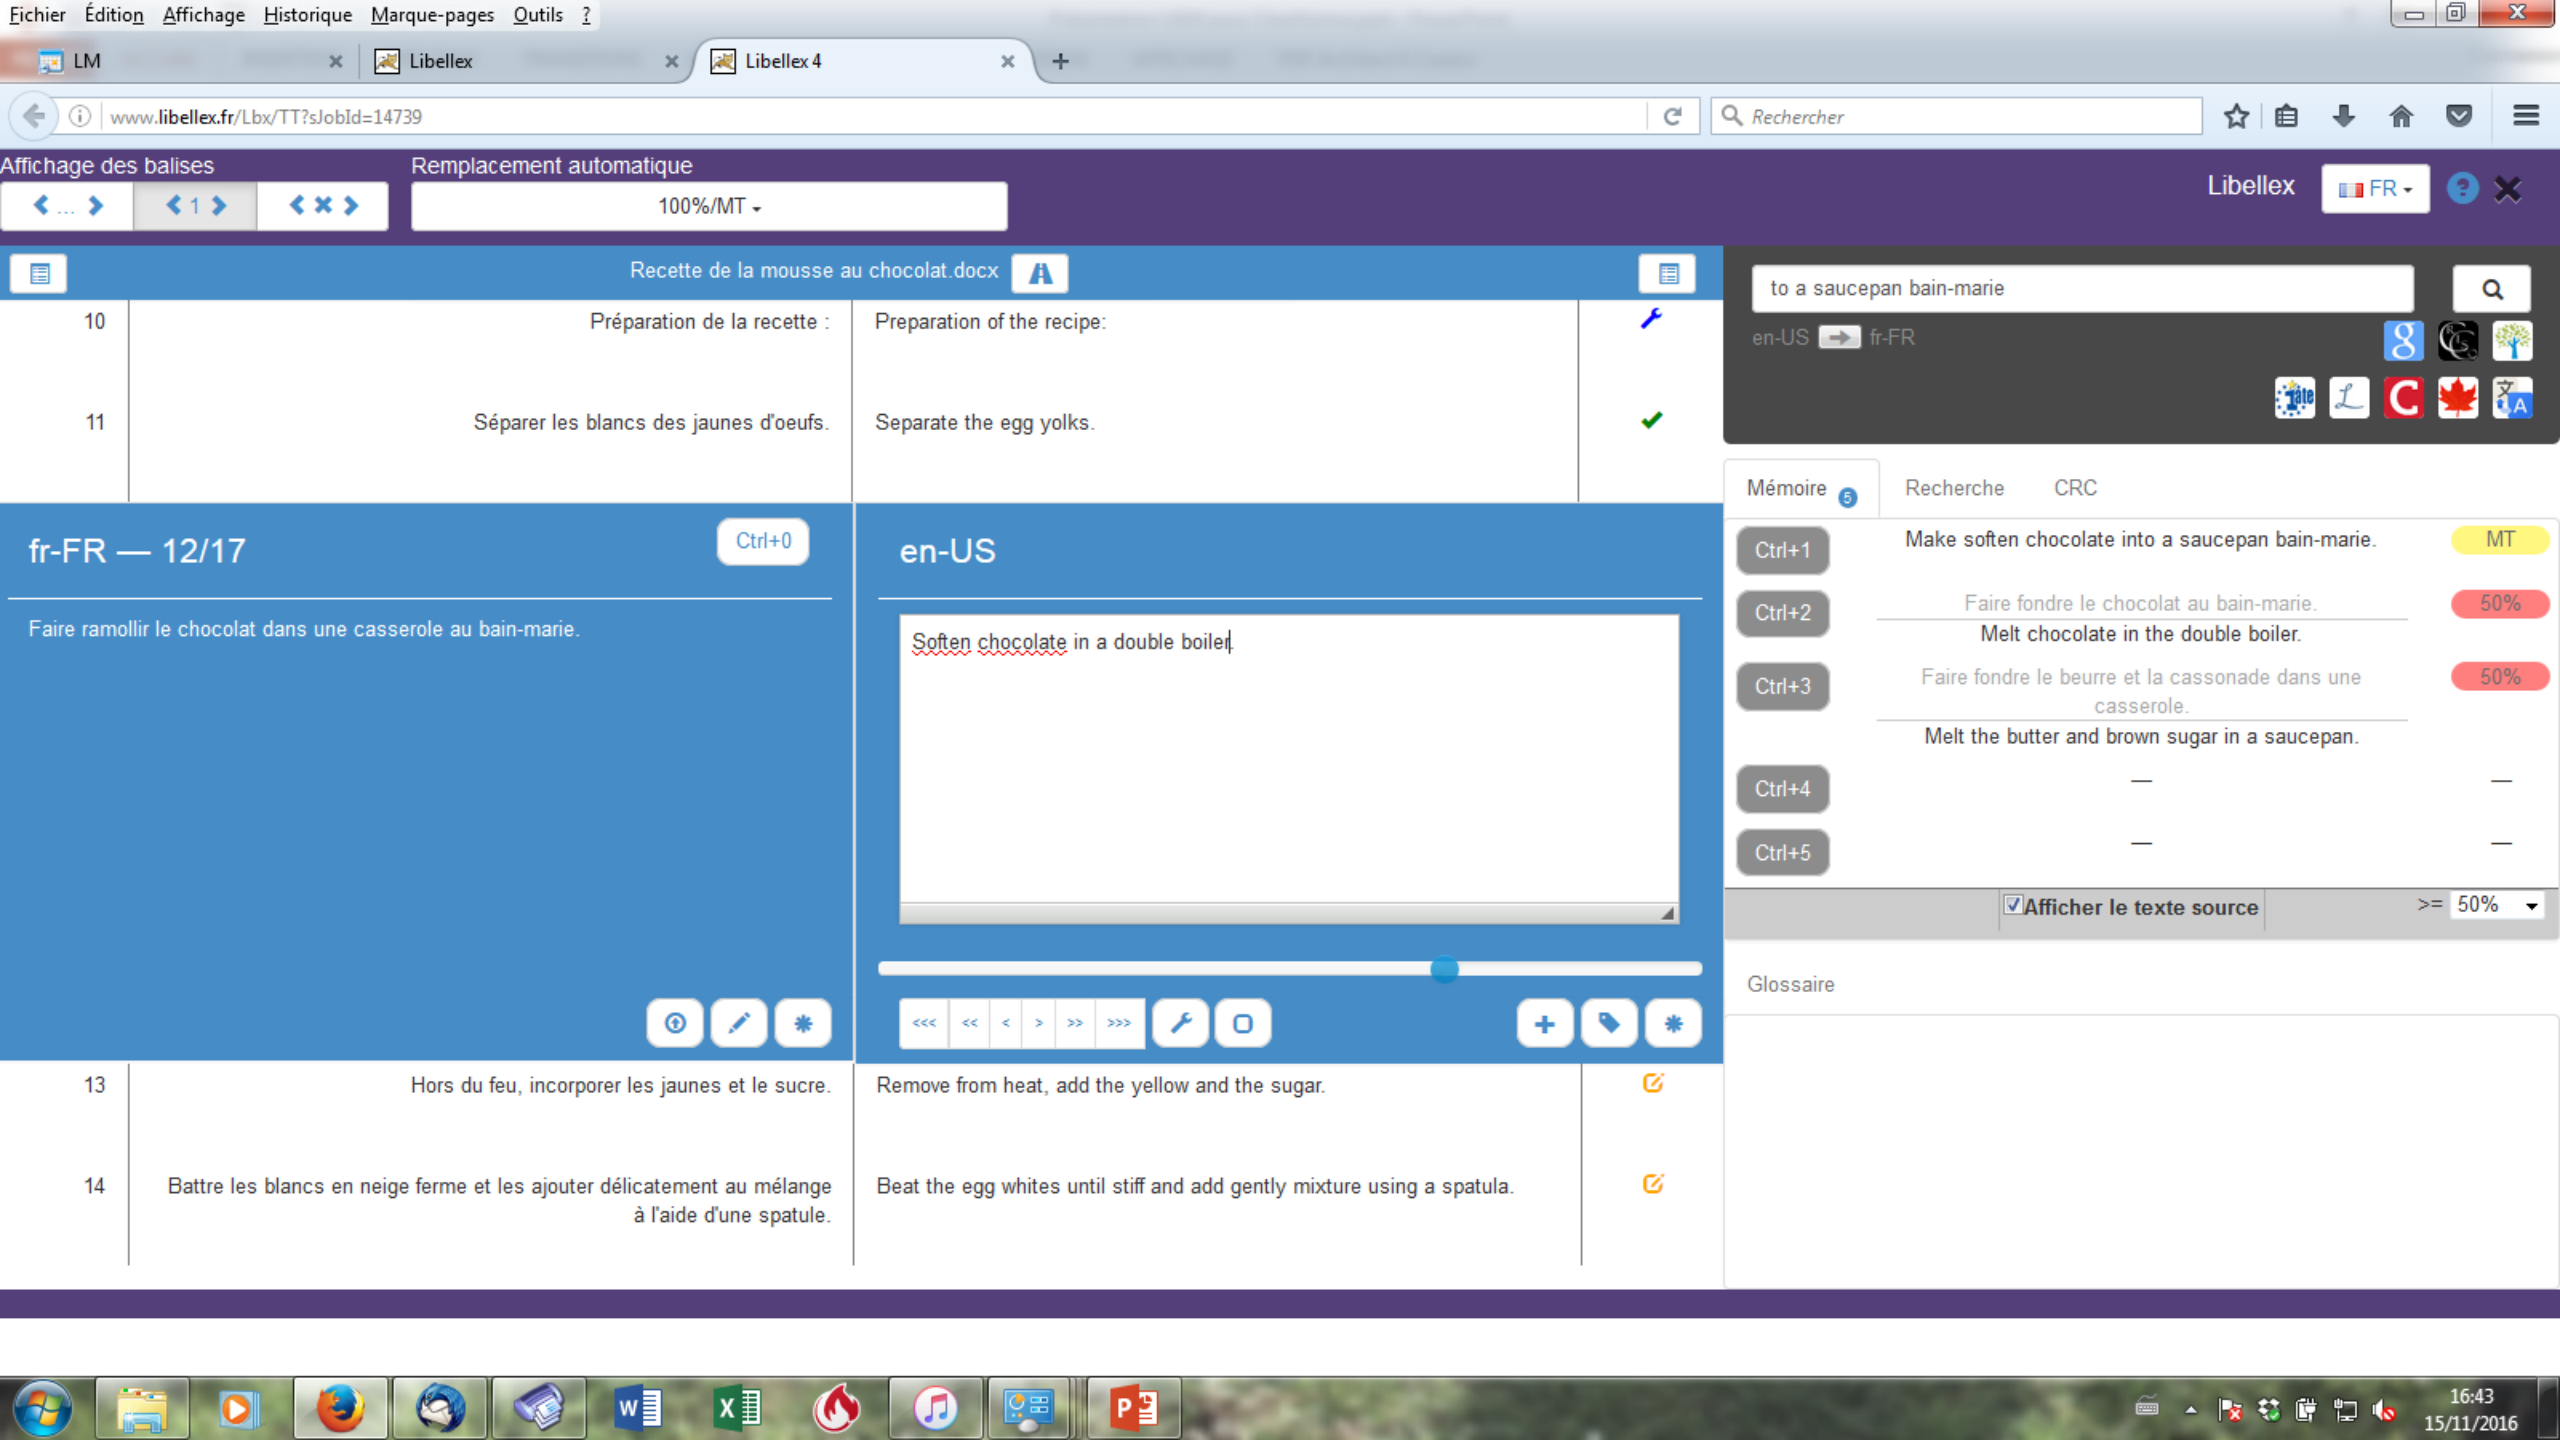 Fichier Édition Affichage Historique Marque-pages Outils ?
LM
Libellex
Libellex 4
www.libellex.fr/Lbx/TT?sJobId=14739
Rechercher
Affichage des balises
Remplacement automatique
...
1
100%/MT
Libellex
FR
?
Recette de la mousse au chocolat.docx
10
Préparation de la recette :
Preparation of the recipe:
11
Séparer les blancs des jaunes d'oeufs.
Separate the egg yolks.
fr-FR — 12/17
Ctrl+0
Faire ramollir le chocolat dans une casserole au bain-marie.
en-US
Soften chocolate in a double boiler.
<<< << < > >> >>>
13
Hors du feu, incorporer les jaunes et le sucre.
Remove from heat, add the yellow and the sugar.
14
Battre les blancs en neige ferme et les ajouter délicatement au mélange
à l'aide d'une spatule.
Beat the egg whites until stiff and add gently mixture using a spatula.
to a saucepan bain-marie
en-US
fr-FR
g
iate
L
C
A
Mémoire 5
Recherche
CRC
Ctrl+1
Make soften chocolate into a saucepan bain-marie.
MT
Ctrl+2
Faire fondre le chocolat au bain-marie.
50%
Melt chocolate in the double boiler.
Ctrl+3
Faire fondre le beurre et la cassonade dans une
casserole.
50%
Melt the butter and brown sugar in a saucepan.
Ctrl+4
—
—
Ctrl+5
—
—
Afficher le texte source
>= 50%
Glossaire
16:43
15/11/2016